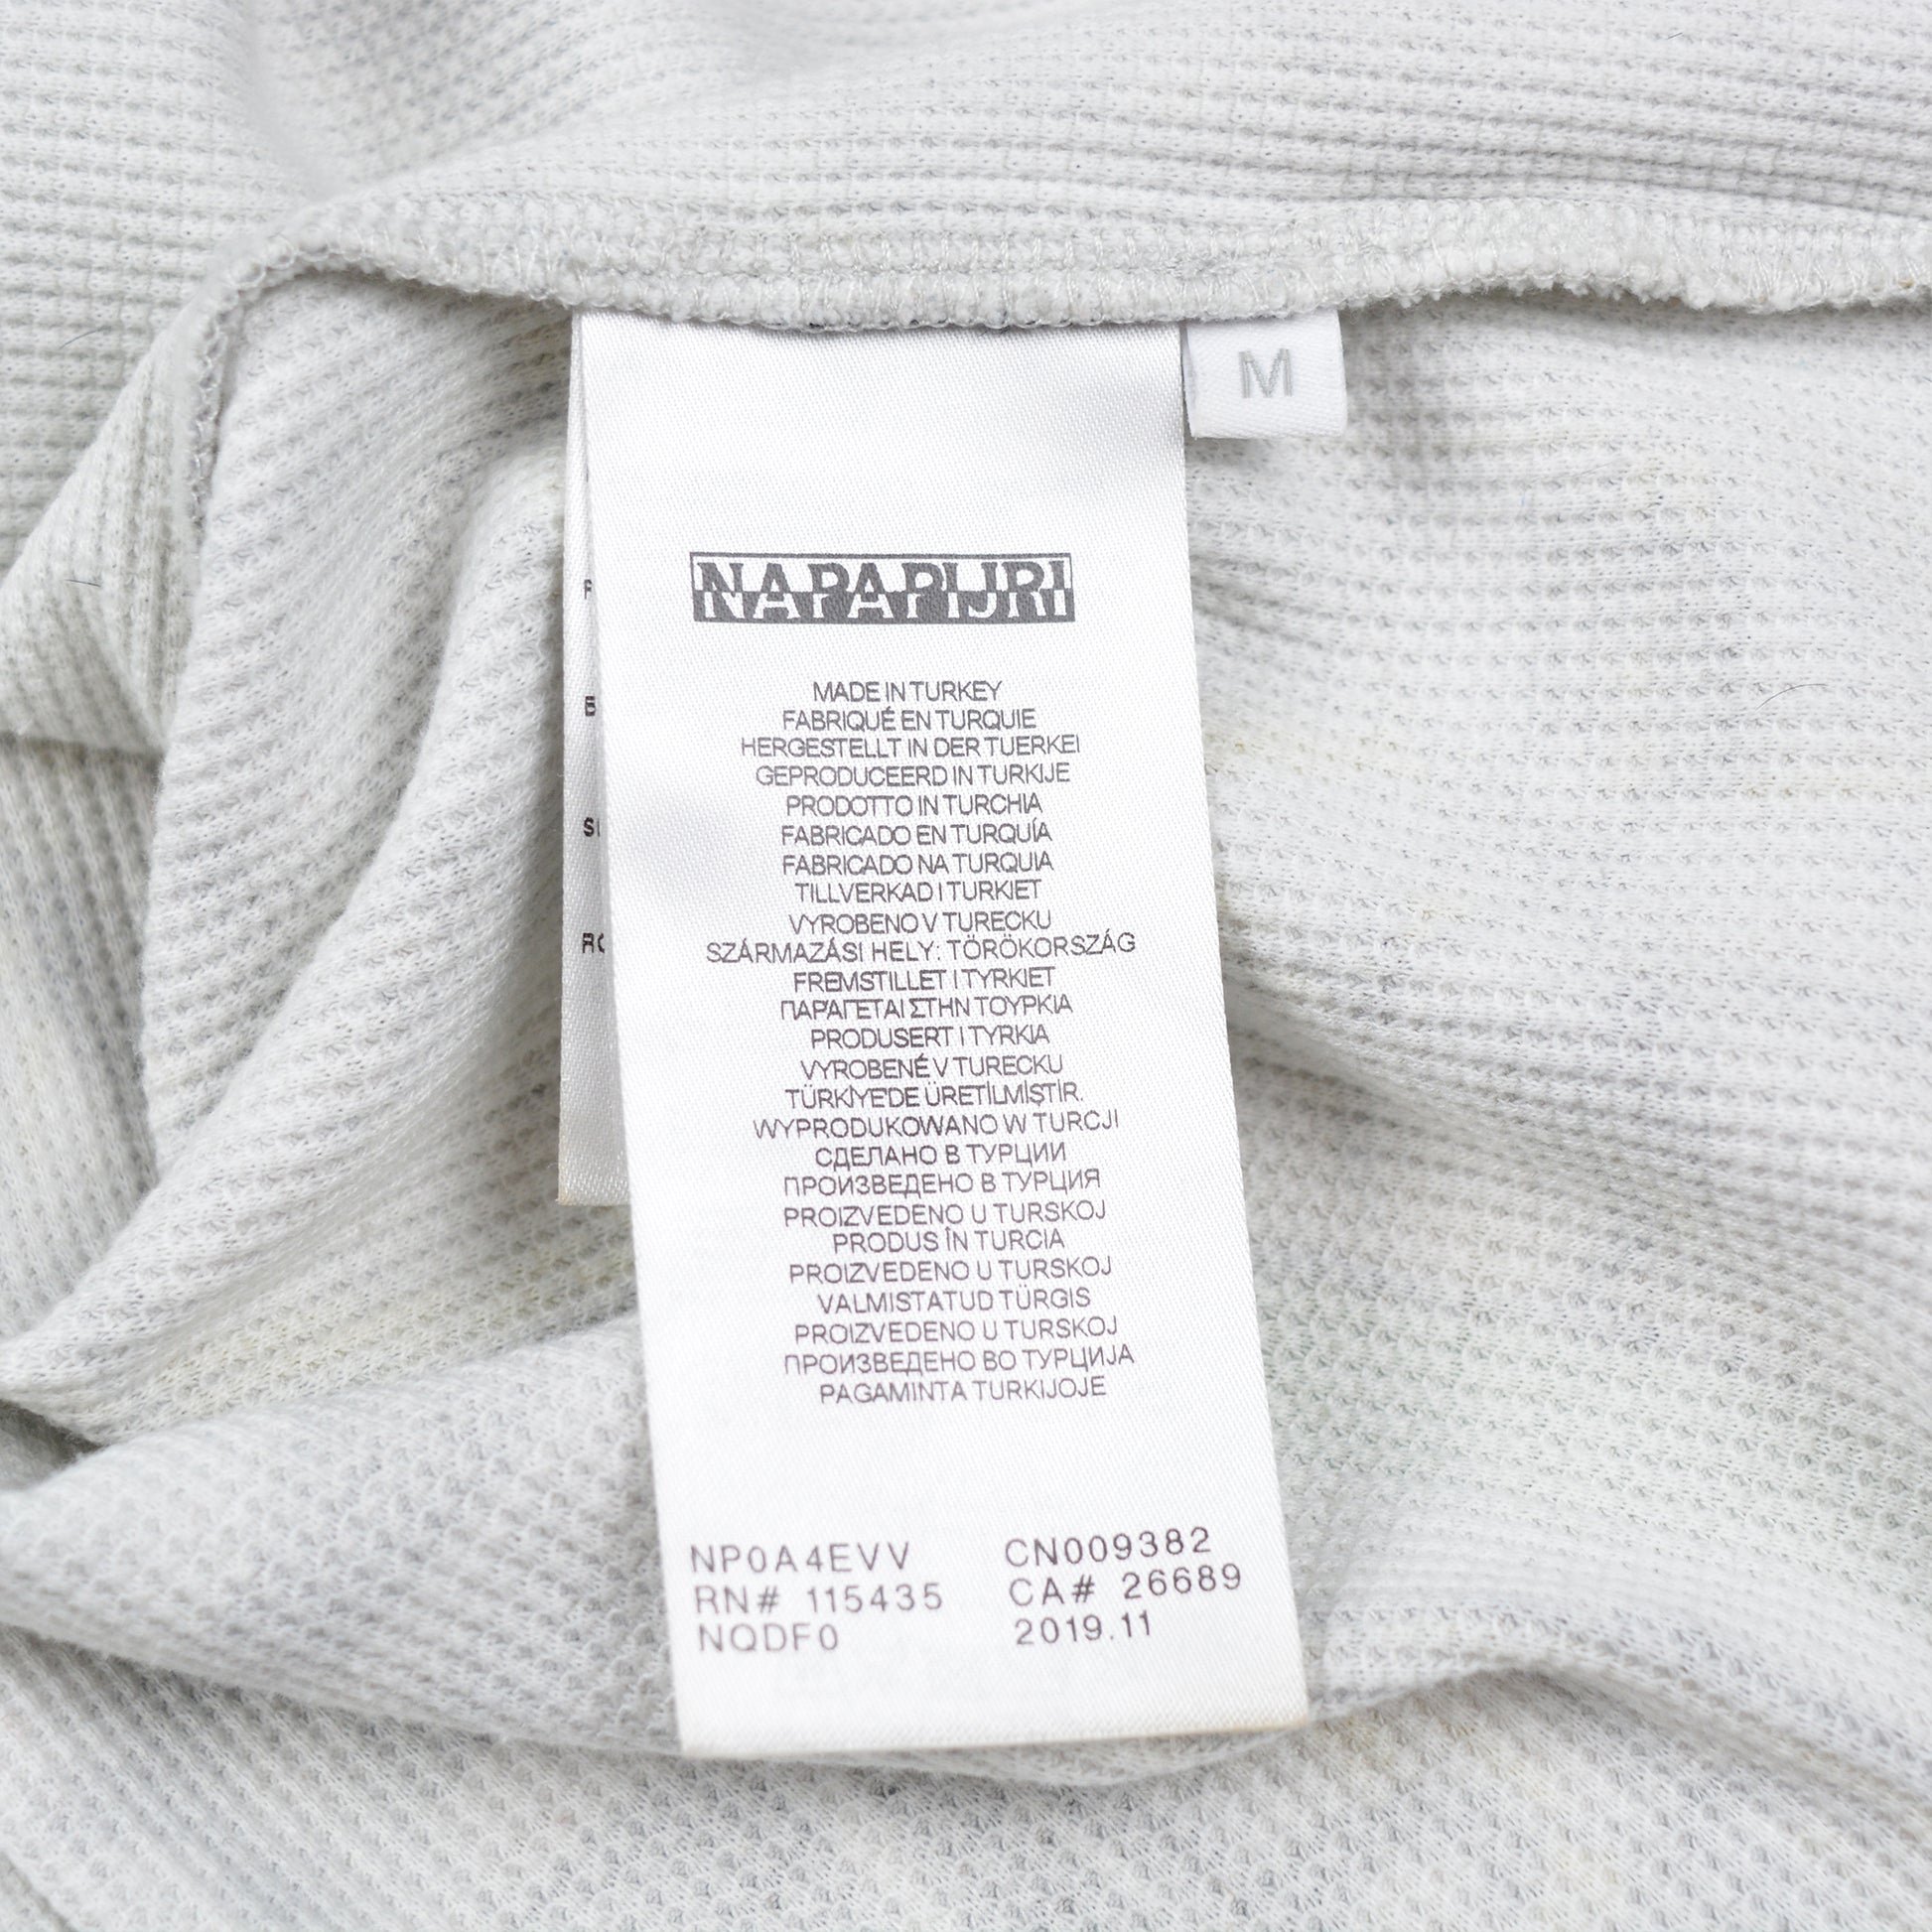 M
NAPAPIJRI
MADE IN TURKEY
FABRIQUÉ EN TURQUIE
HERGESTELLT IN DER TUERKEI
GEPRODUCEERD IN TURKIJE
PRODOTTO IN TURCHIA
FABRICADO EN TURQUÍA
FABRICADO NA TURQUIA
TILLVERKAD I TURKIET
VYROBENO V TURECKU
SZÁRMAZÁSI HELY: TÖRÖKORSZÁG
FREMSTILLET I TYRKIET
ΠΑΡΑΓΕΤΑΙ ΣΤΗΝ ΤΟΥΡΚΙΑ
PRODUSERT I TYRKIA
VYROBENÉ V TURECKU
TÜRKİYE'DE ÜRETİLMİŞTİR.
WYPRODUKOWANO W TURCJI
СДЕЛАНО В ТУРЦИИ
ПРОИЗВЕДЕНО В ТУРЦИЯ
PROIZVEDENO U TURSKOJ
PRODUS ÎN TURCIA
PROIZVEDENO U TURSKOJ
VALMISTATUD TÜRGIS
PROIZVEDENO U TURSKOJ
ПРОИЗВЕДЕНО ВО ТУРЦИЈА
PAGAMINTA TURKIJOJE
NP0A4EVV CN009382
RN# 115435 CA# 26689
NQDF0 2019.11